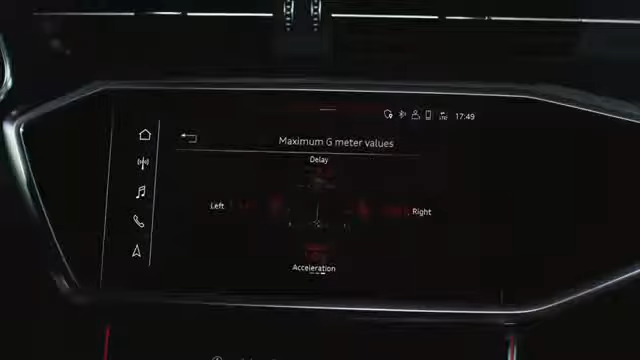 17:49
Maximum G meter values
Delay
Left
Right
Acceleration